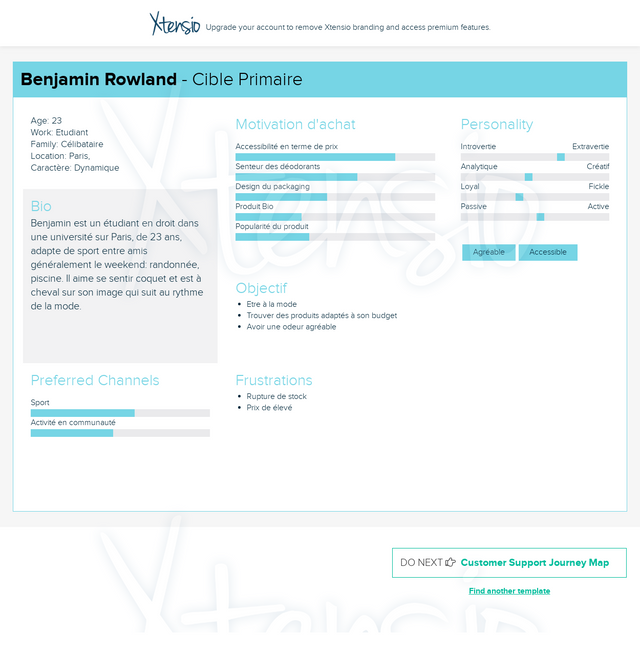 Xtensio Upgrade your account to remove Xtensio branding and access premium features.
Benjamin Rowland - Cible Primaire
Age: 23
Work: Etudiant
Family: Célibataire
Location: Paris,
Caractère: Dynamique
Bio
Benjamin est un étudiant en droit dans
une université sur Paris, de 23 ans,
adapte de sport entre amis
généralement le weekend: randonnée,
piscine. Il aime se sentir coquet et est à
cheval sur son image qui suit au rythme
de la mode.
Preferred Channels
Sport
Activité en communauté
Motivation d'achat
Accessibilité en terme de prix
Senteur des déodorants
Design du packaging
Produit Bio
Popularité du produit
Objectif
• Etre à la mode
• Trouver des produits adaptés à son budget
• Avoir une odeur agréable
Frustrations
• Rupture de stock
• Prix de élevé
Personality
Introvertie Extravertie
Analytique Créatif
Loyal Fickle
Passive Active
Agréable Accessible
Xtensio
DO NEXT Customer Support Journey Map
Find another template
Xtensio